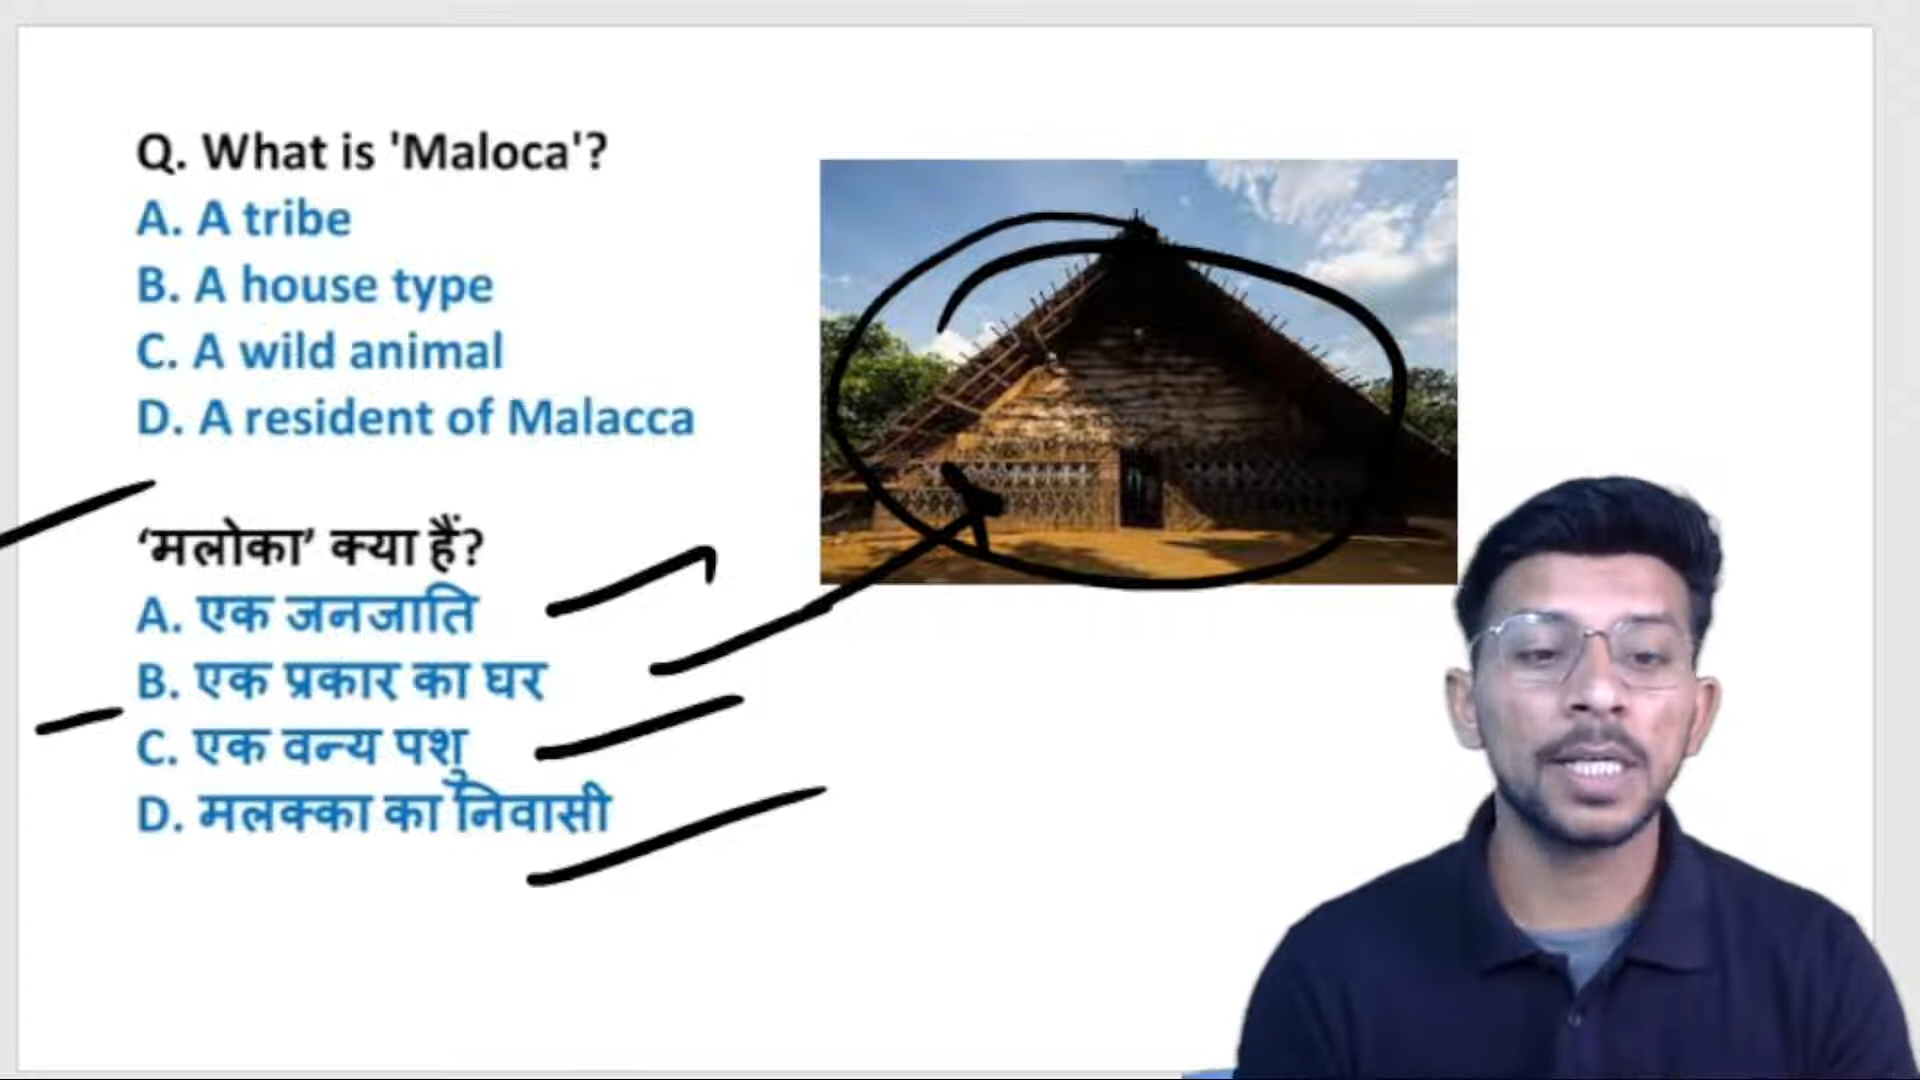 Q. What is 'Maloca'?
A. A tribe
B. A house type
C. A wild animal
D. A resident of Malacca
‘मलोका’ क्या हैं?
A. एक जनजाति
B. एक प्रकार का घर
C. एक वन्य पशु
D. मलक्का का निवासी